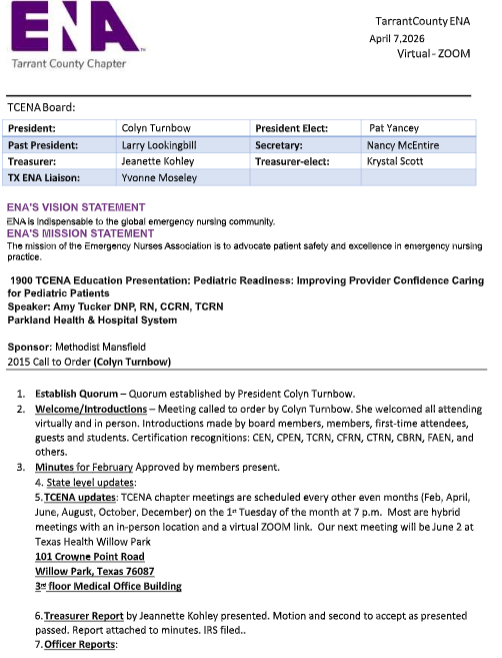 ENA
Tarrant County Chapter
TarrantCounty ENA
April 7,2026
Virtual - ZOOM
TCENA Board:
President: Colyn Turnbow President Elect: Pat Yancey
Past President: Larry Lookingbill Secretary: Nancy McEntire
Treasurer: Jeanette Kohley Treasurer-elect: Krystal Scott
TX ENA Liaison: Yvonne Moseley
ENA'S VISION STATEMENT
ENA is indispensable to the global emergency nursing community.
ENA'S MISSION STATEMENT
The mission of the Emergency Nurses Association is to advocate patient safety and excellence in emergency nursing
practice.
1900 TCENA Education Presentation: Pediatric Readiness: Improving Provider Confidence Caring
for Pediatric Patients
Speaker: Amy Tucker DNP, RN, CCRN, TCRN
Parkland Health & Hospital System
Sponsor: Methodist Mansfield
2015 Call to Order (Colyn Turnbow)
1. Establish Quorum – Quorum established by President Colyn Turnbow.
2. Welcome/Introductions – Meeting called to order by Colyn Turnbow. She welcomed all attending
virtually and in person. Introductions made by board members, members, first-time attendees,
guests and students. Certification recognitions: CEN, CPEN, TCRN, CFRN, CTRN, CBRN, FAEN, and
others.
3. Minutes for February Approved by members present.
4. State level updates:
5.TCENA updates: TCENA chapter meetings are scheduled every other even months (Feb, April,
June, August, October, December) on the 1st Tuesday of the month at 7 p.m. Most are hybrid
meetings with an in-person location and a virtual ZOOM link. Our next meeting will be June 2 at
Texas Health Willow Park
101 Crowne Point Road
Willow Park, Texas 76087
3rd floor Medical Office Building
6.Treasurer Report by Jeannette Kohley presented. Motion and second to accept as presented
passed. Report attached to minutes. IRS filed..
7.Officer Reports: